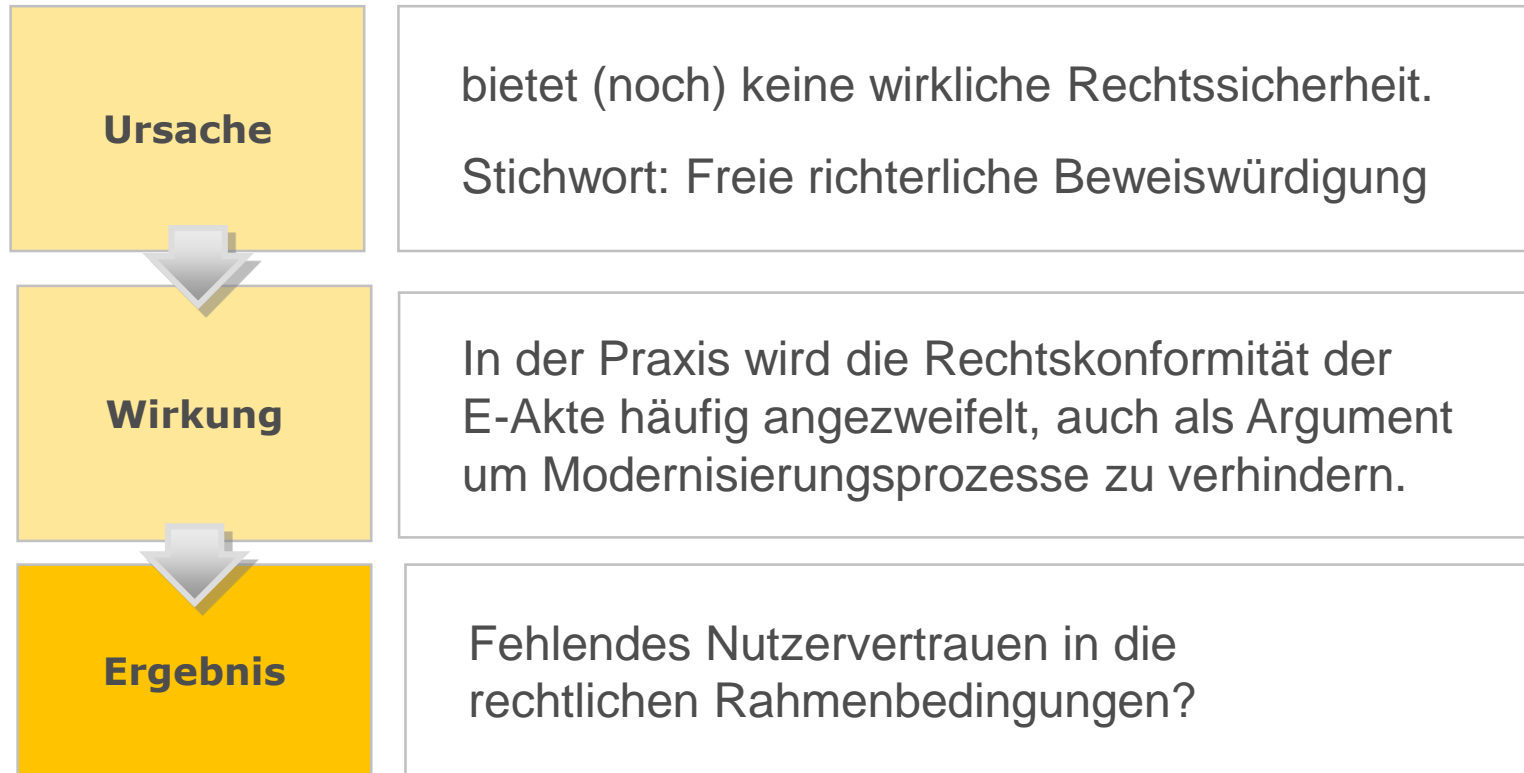 Ursache
bietet (noch) keine wirkliche Rechtssicherheit.
Stichwort: Freie richterliche Beweiswürdigung
Wirkung
In der Praxis wird die Rechtskonformität der
E-Akte häufig angezweifelt, auch als Argument
um Modernisierungsprozesse zu verhindern.
Ergebnis
Fehlendes Nutzervertrauen in die
rechtlichen Rahmenbedingungen?